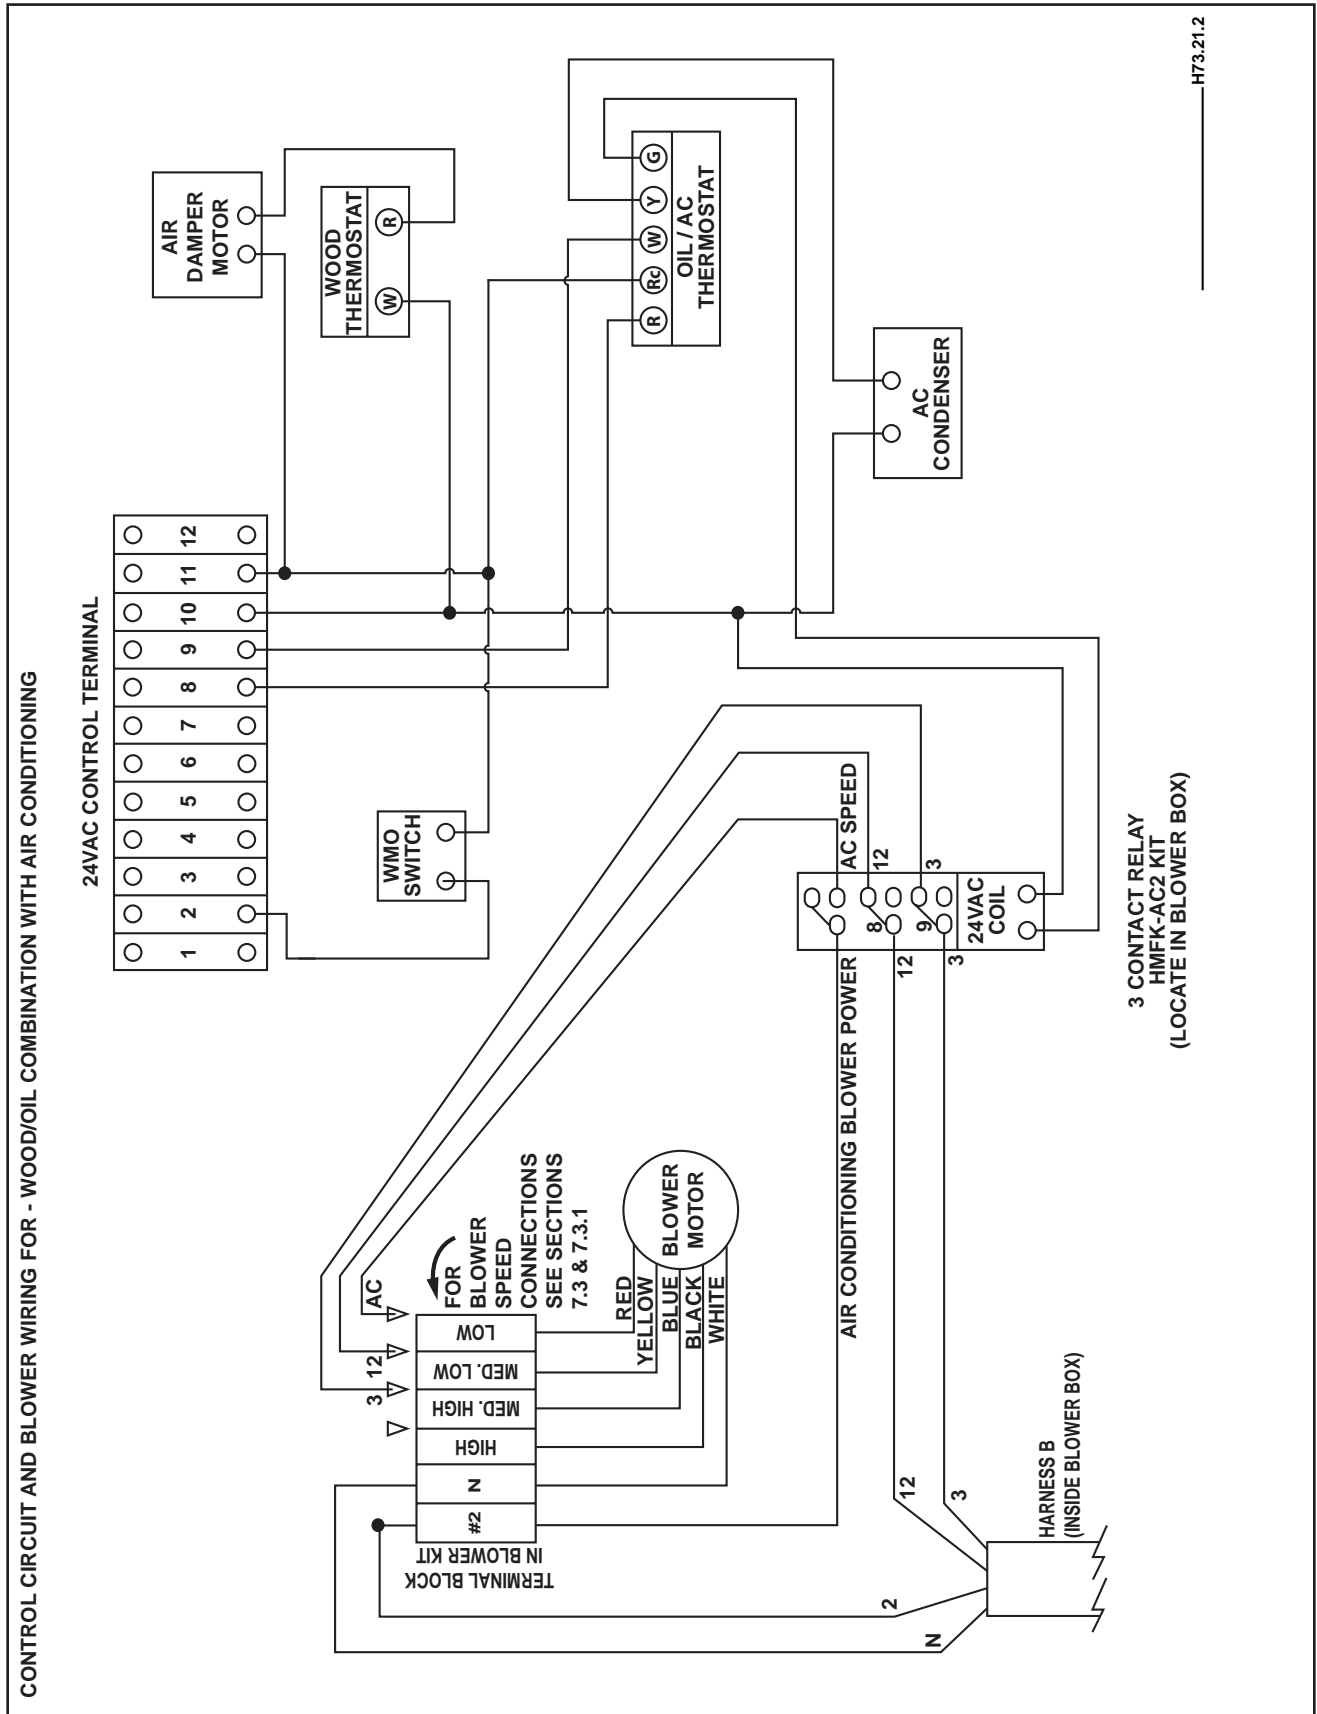 CONTROL CIRCUIT AND BLOWER WIRING FOR - WOOD/OIL COMBINATION WITH AIR CONDITIONING
24VAC CONTROL TERMINAL
1 2 3 4 5 6 7 8 9 10 11 12
AIR
DAMPER
MOTOR
WOOD
THERMOSTAT
W R
WMO
SWITCH
R Rc W Y G
OIL / AC
THERMOSTAT
AC
CONDENSER
3 12 AC
FOR
BLOWER
SPEED
CONNECTIONS
SEE SECTIONS
7.3 & 7.3.1
#2 N HIGH MED. HIGH MED. LOW LOW
TERMINAL BLOCK
IN BLOWER KIT
RED
YELLOW
BLUE
BLACK
WHITE
BLOWER
MOTOR
AIR CONDITIONING BLOWER POWER
AC SPEED
12 8 12
3 9 3
24VAC
COIL
3 CONTACT RELAY
HMFK-AC2 KIT
(LOCATE IN BLOWER BOX)
2
12
N
3
HARNESS B
(INSIDE BLOWER BOX)
H73.21.2